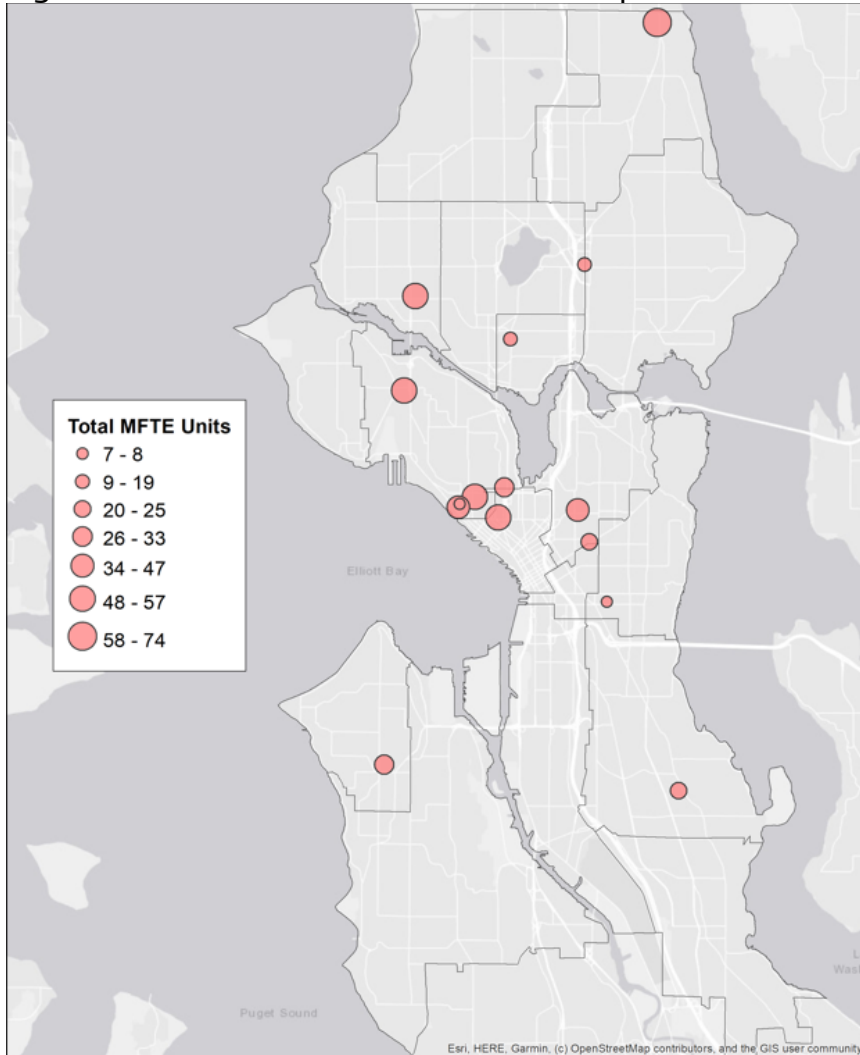 Total MFTE Units
7 - 8
9 - 19
20 - 25
26 - 33
34 - 47
48 - 57
58 - 74
Elliott Bay
Puget Sound
L
Wash
Esri, HERE, Garmin, (c) OpenStreetMap contributors, and the GIS user community